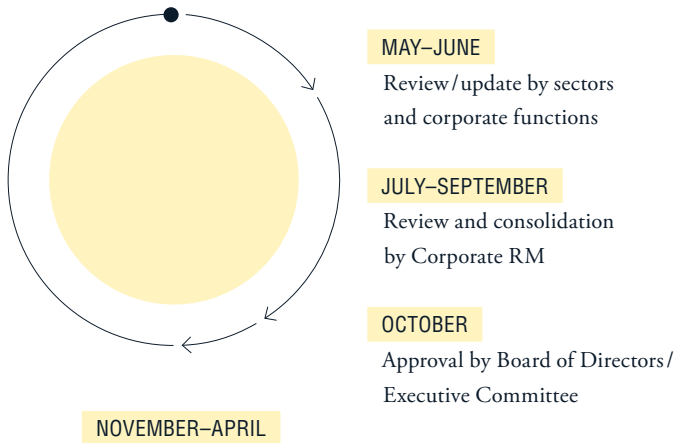 MAY–JUNE
Review/update by sectors
and corporate functions
JULY–SEPTEMBER
Review and consolidation
by Corporate RM
OCTOBER
Approval by Board of Directors/
Executive Committee
NOVEMBER–APRIL